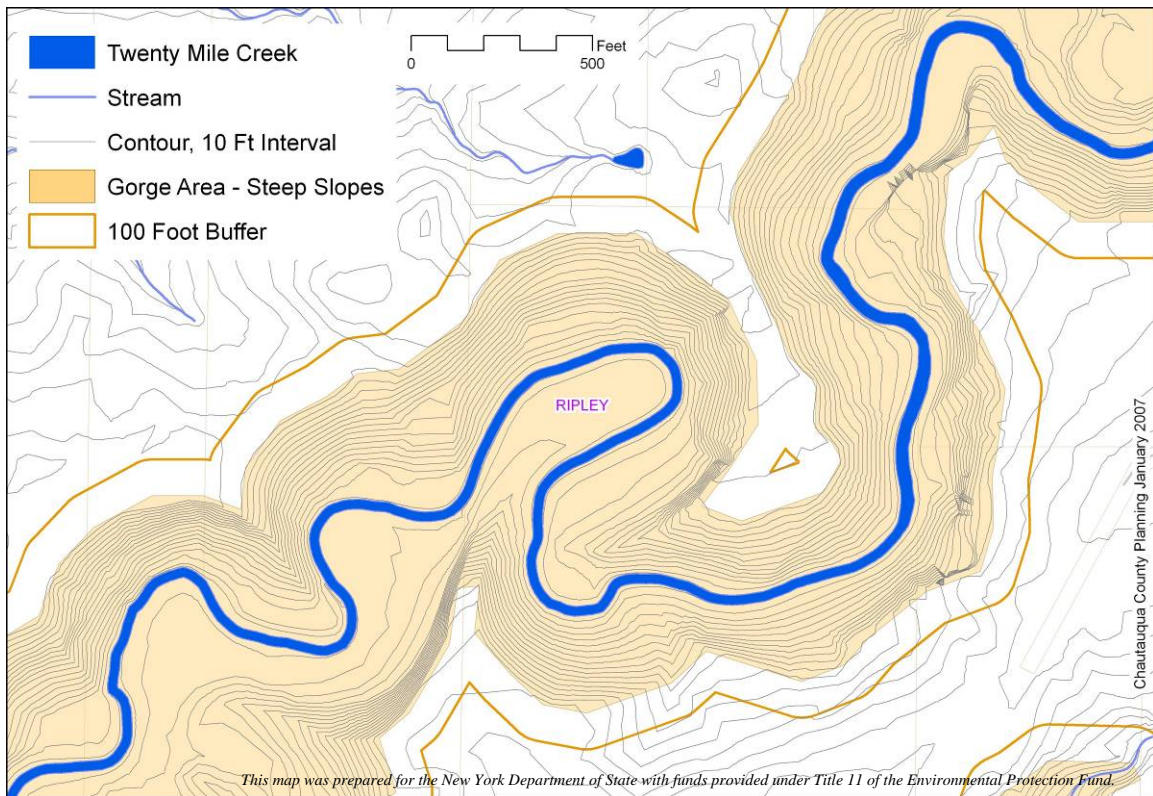 Twenty Mile Creek
Stream
Contour, 10 Ft Interval
Gorge Area - Steep Slopes
100 Foot Buffer
Feet
0 500
RIPLEY
Chautauqua County Planning January 2007
This map was prepared for the New York Department of State with funds provided under Title 11 of the Environmental Protection Fund.